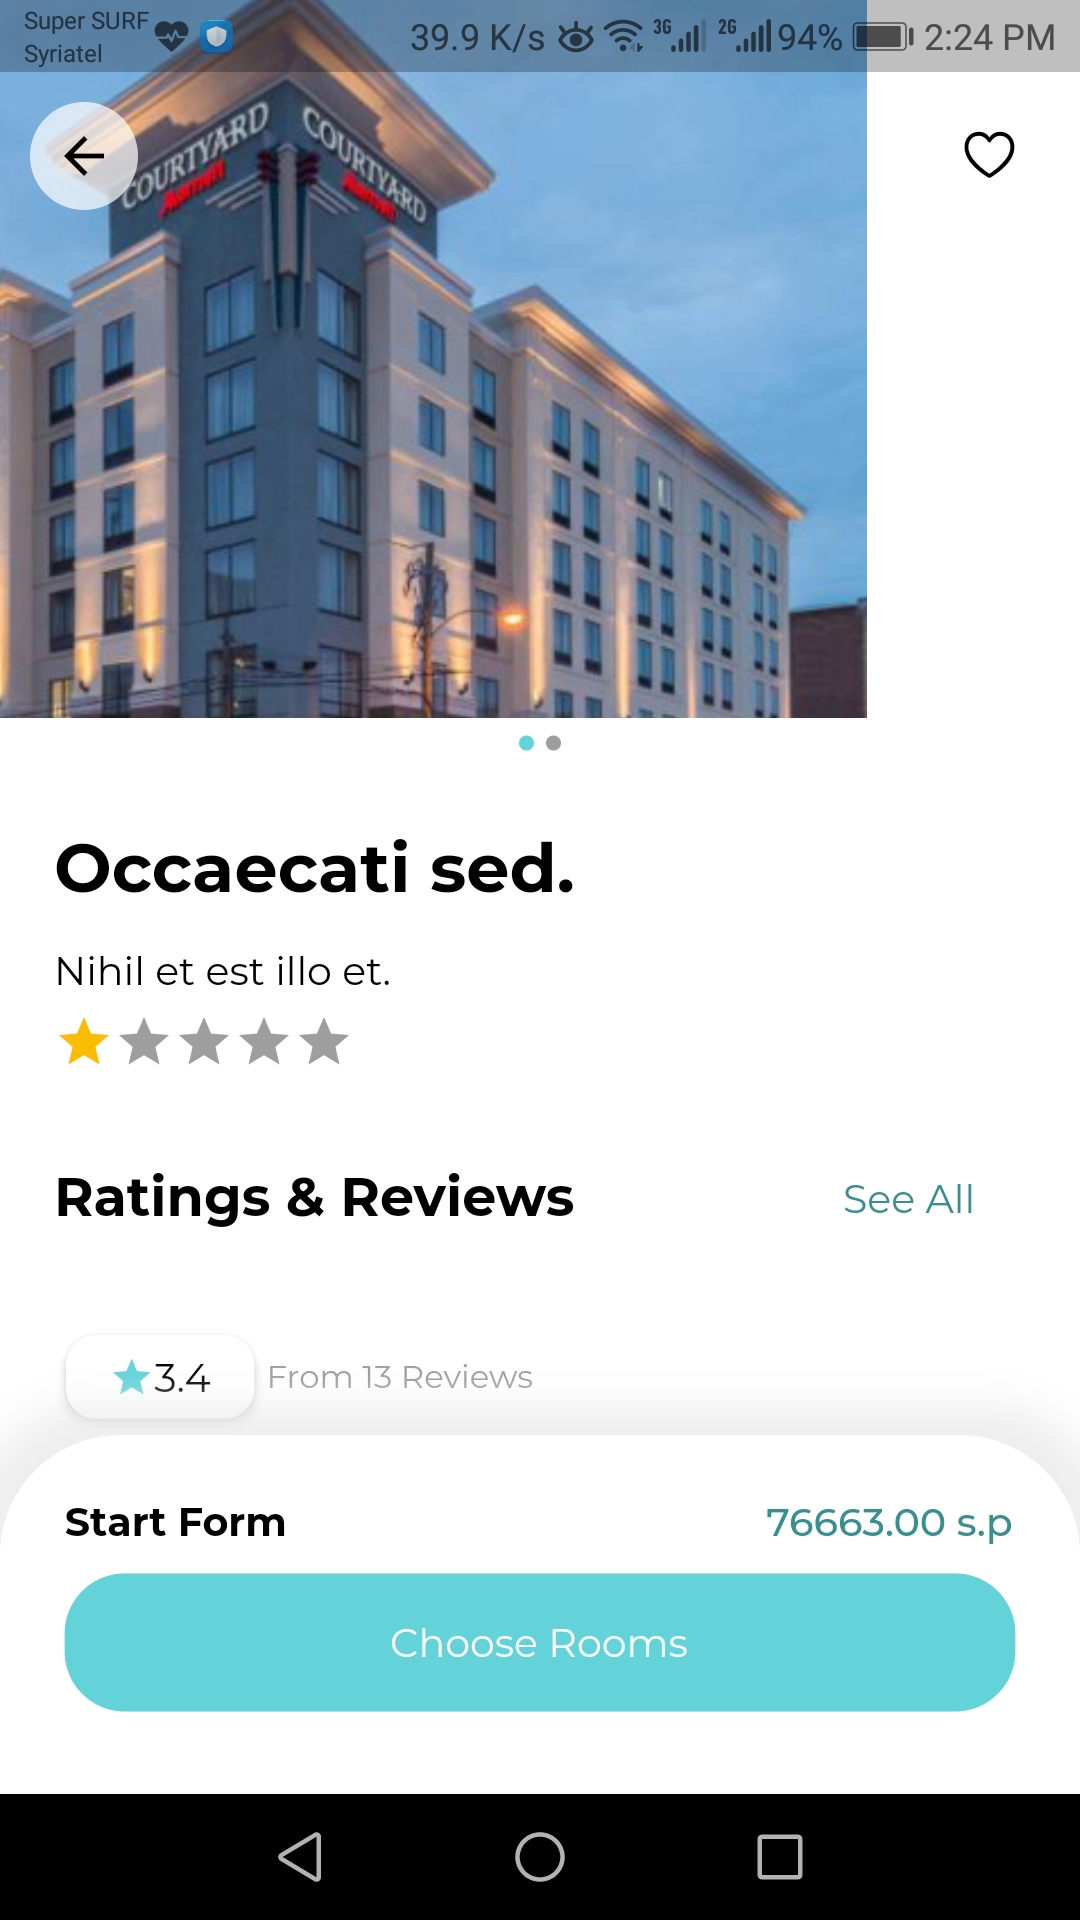 Super SURF
Syriatel
39.9 K/s
3G
2G
94%
2:24 PM
COURTYARD
Marriott
COURTYARD
Marriott
Occaecati sed.
Nihil et est illo et.
Ratings & Reviews
See All
3.4
From 13 Reviews
Start Form
76663.00 s.p
Choose Rooms